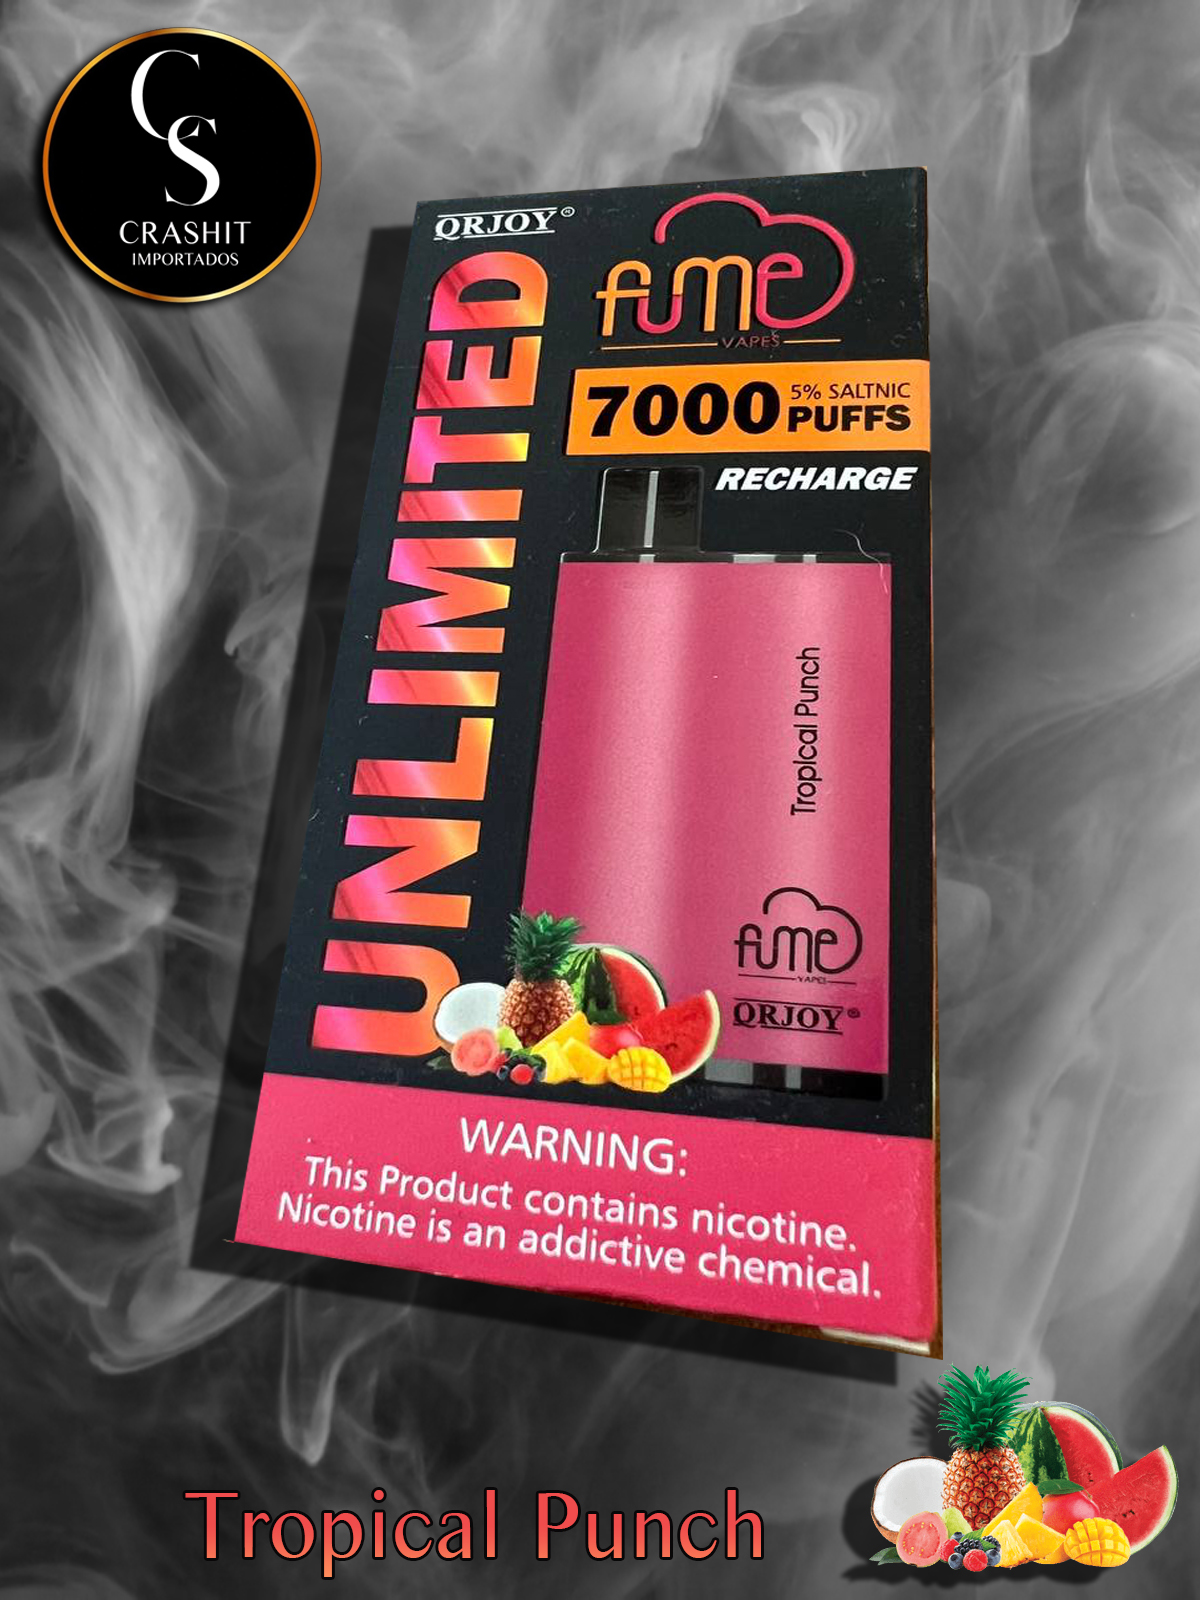 CS
CRASHIT
IMPORTADOS
QRJOY®
UNLIMITED
fume
VAPES
7000 5% SALTNIC
PUFFS
RECHARGE
Tropical Punch
fume
VAPES
QRJOY®
WARNING:
This Product contains nicotine.
Nicotine is an addictive chemical.
Tropical Punch